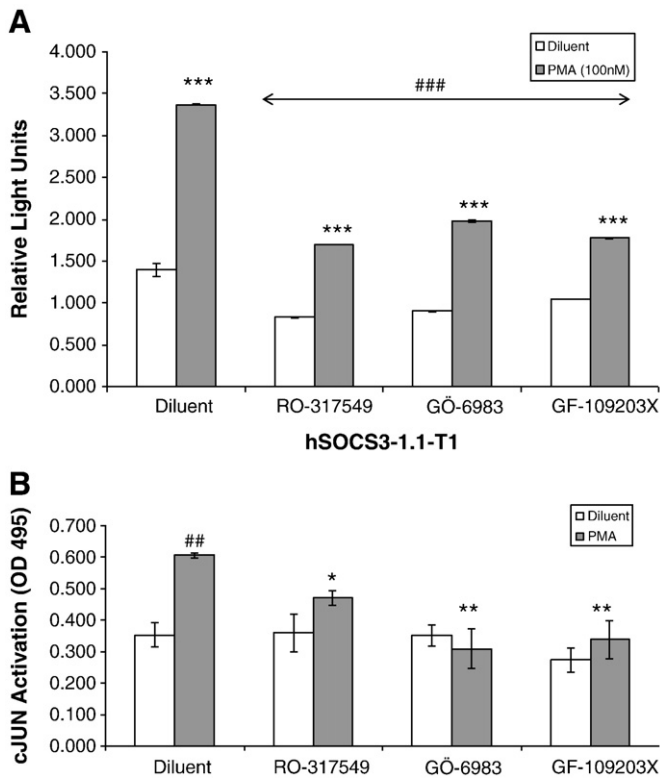 A
4.000
3.500
3.000
2.500
2.000
1.500
1.000
0.500
0.000
Relative Light Units
Diluent
PMA (100nM)
***
###
***
***
***
Diluent
RO-317549
GÖ-6983
GF-109203X
hSOCS3-1.1-T1
B
0.700
0.600
0.500
0.400
0.300
0.200
0.100
0.000
cJUN Activation (OD 495)
Diluent
PMA
##
*
**
**
Diluent
RO-317549
GÖ-6983
GF-109203X